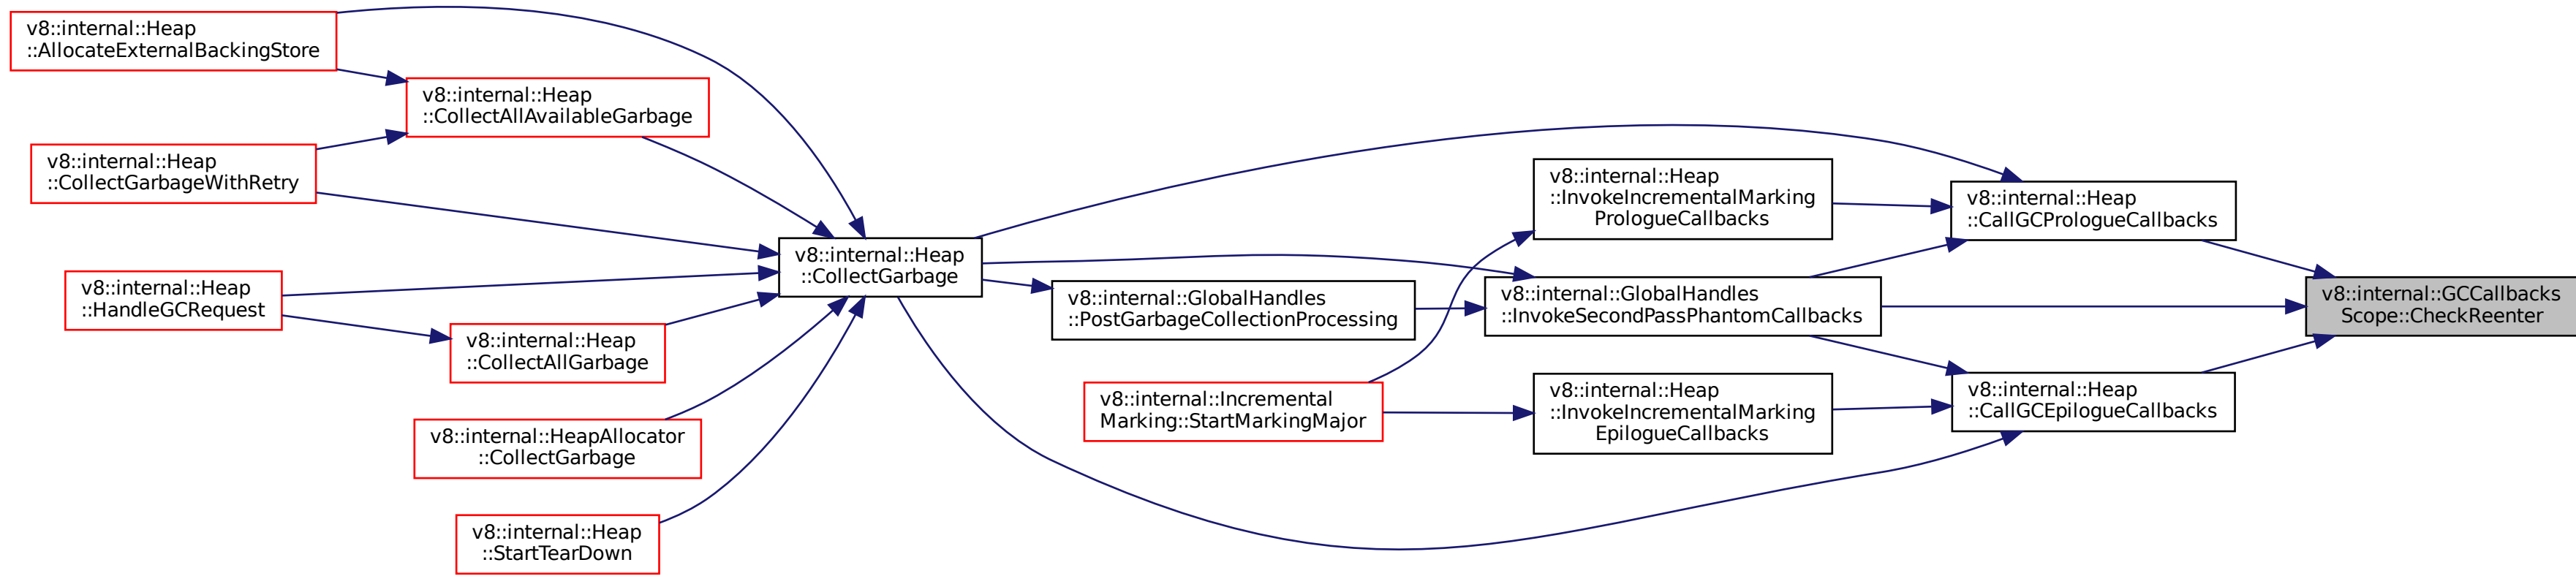 v8::internal::Heap
::AllocateExternalBackingStore
v8::internal::Heap
::CollectAllAvailableGarbage
v8::internal::Heap
::CollectGarbageWithRetry
v8::internal::Heap
::HandleGCRequest
v8::internal::Heap
::CollectAllGarbage
v8::internal::HeapAllocator
::CollectGarbage
v8::internal::Heap
::StartTearDown
v8::internal::Heap
::CollectGarbage
v8::internal::GlobalHandles
::PostGarbageCollectionProcessing
v8::internal::Incremental
Marking::StartMarkingMajor
v8::internal::Heap
::InvokeIncrementalMarking
PrologueCallbacks
v8::internal::GlobalHandles
::InvokeSecondPassPhantomCallbacks
v8::internal::Heap
::InvokeIncrementalMarking
EpilogueCallbacks
v8::internal::Heap
::CallGCPrologueCallbacks
v8::internal::Heap
::CallGCEpilogueCallbacks
v8::internal::GCCallbacks
Scope::CheckReenter